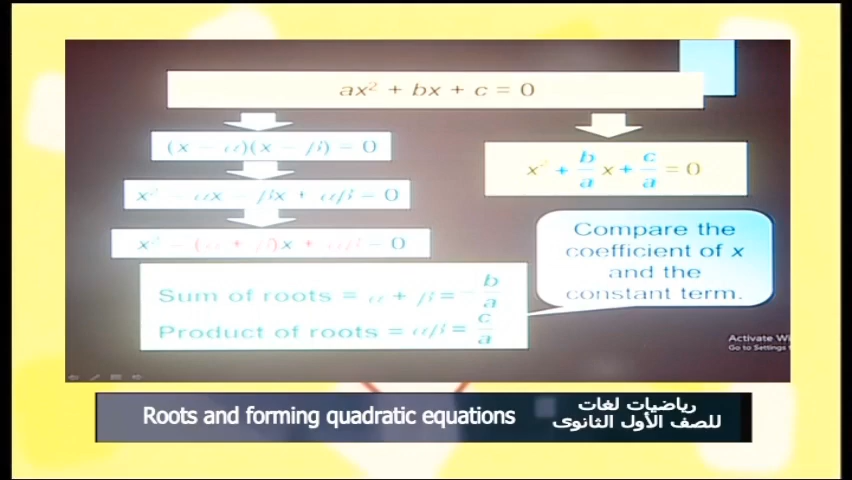 ax² + bx + c = 0
(x − α)(x − β) = 0
x² − αx − βx + αβ = 0
x² − (α + β)x + αβ = 0
x² + b/a x + c/a = 0
Compare the
coefficient of x
and the
constant term.
Sum of roots = α + β = − b/a
Product of roots = αβ = c/a
Activate Wi
Go to Settings
Roots and forming quadratic equations
رياضيات لغات
للصف الأول الثانوى